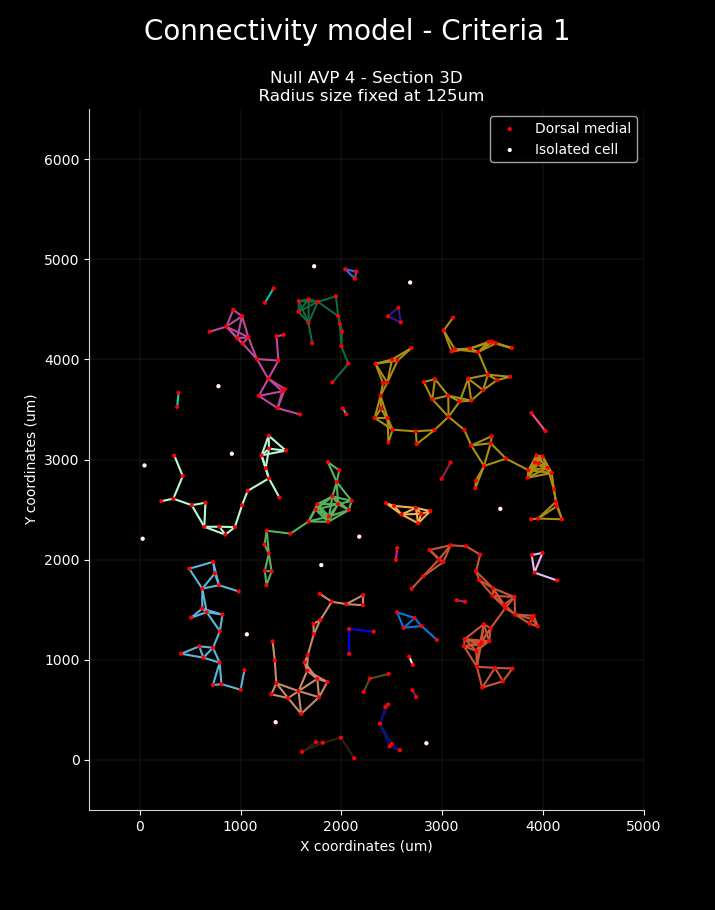 Connectivity model - Criteria 1
Null AVP 4 - Section 3D
Radius size fixed at 125um
Dorsal medial
Isolated cell
6000
5000
4000
3000
2000
1000
0
Y coordinates (um)
0 1000 2000 3000 4000 5000
X coordinates (um)